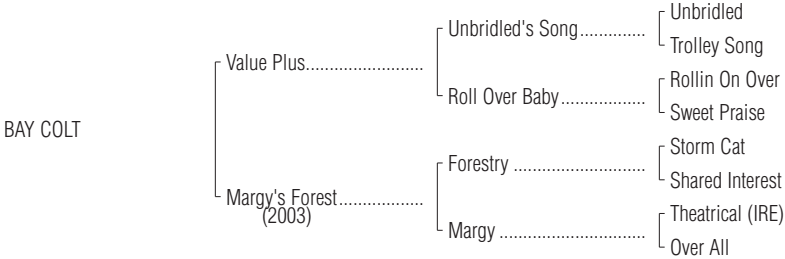 Unbridled
Unbridled's Song..............
Trolley Song
Value Plus.........................
Rollin On Over
Roll Over Baby..................
Sweet Praise
BAY COLT
Storm Cat
Forestry ............................
Shared Interest
Margy's Forest..................
(2003)
Theatrical (IRE)
Margy ...............................
Over All